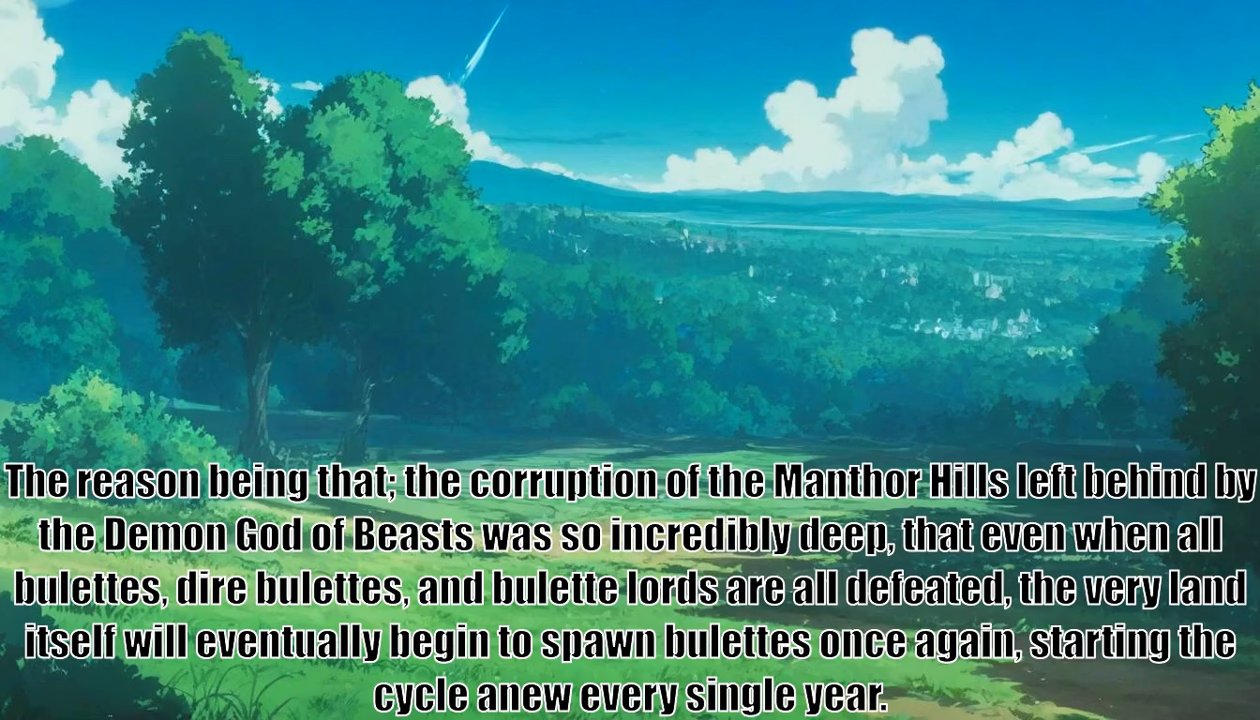 The reason being that; the corruption of the Manthor Hills left behind by
the Demon God of Beasts was so incredibly deep, that even when all
bulettes, dire bulettes, and bulette lords are all defeated, the very land
itself will eventually begin to spawn bulettes once again, starting the
cycle anew every single year.